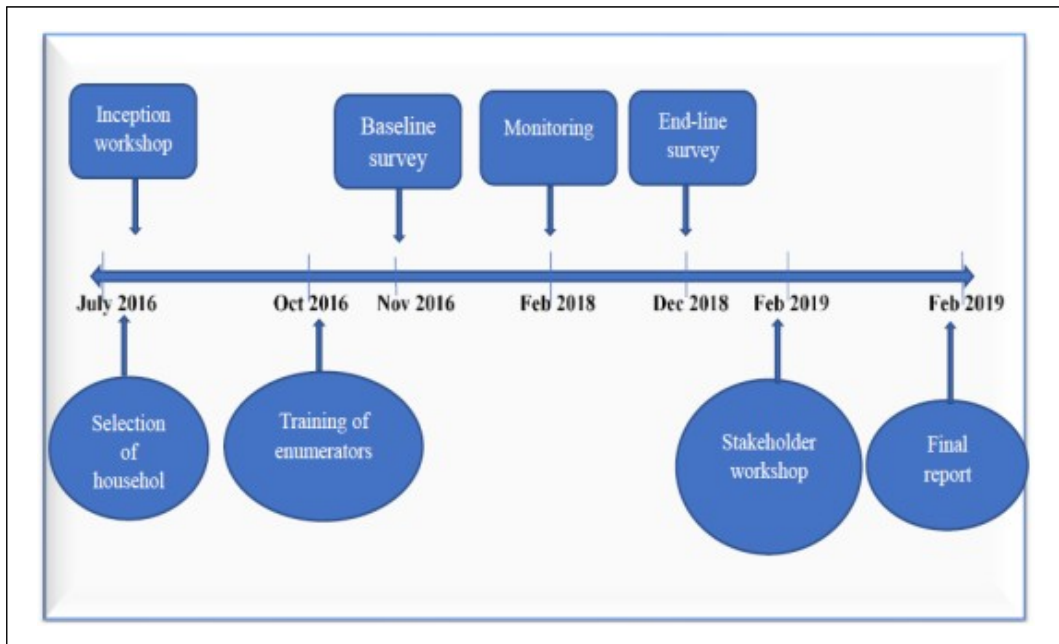 Inception
workshop
Baseline
survey
Monitoring
End-line
survey
July 2016
Oct 2016
Nov 2016
Feb 2018
Dec 2018
Feb 2019
Feb 2019
Selection
of
househol
Training of
enumerators
Stakeholder
workshop
Final
report